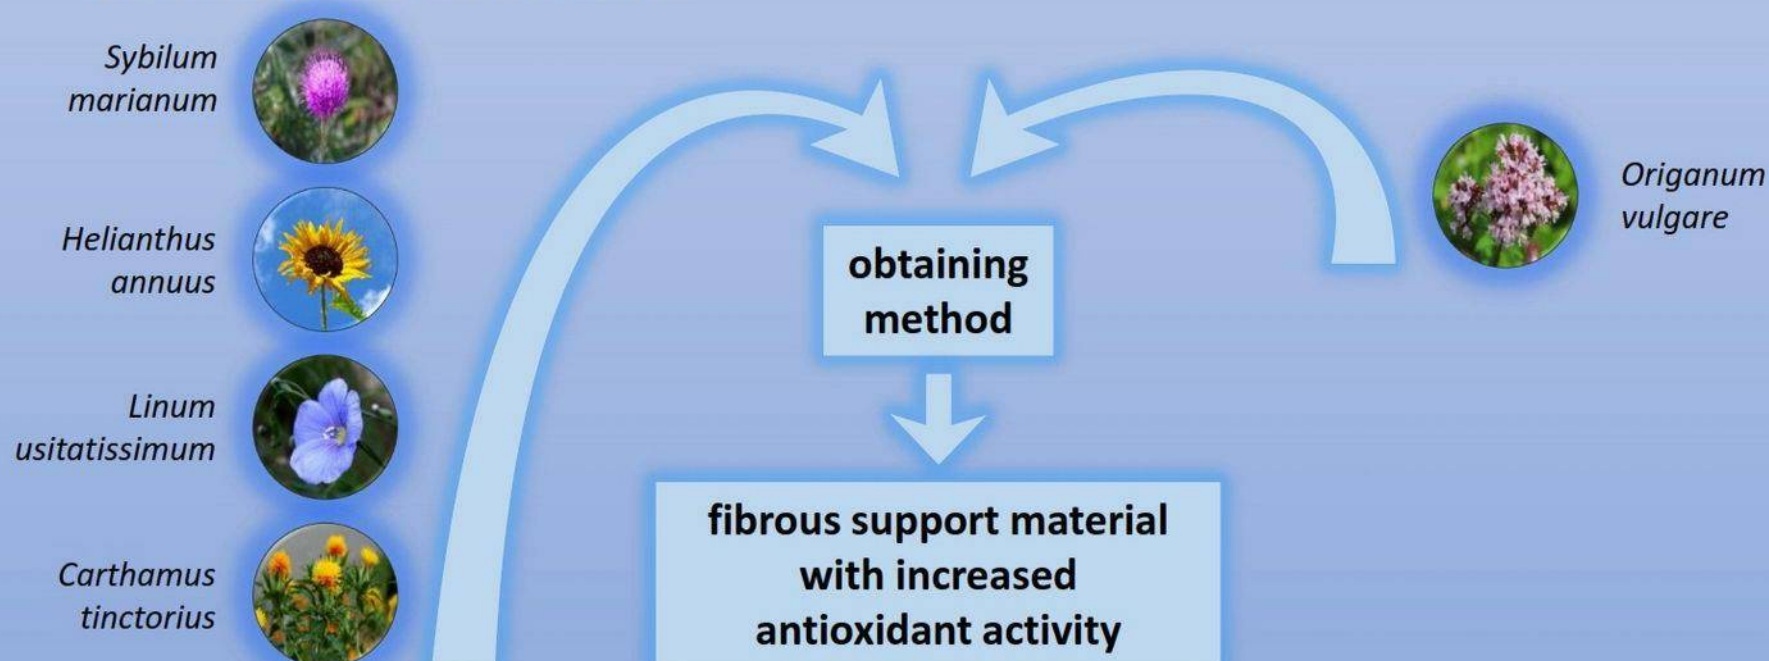 Sybilum
marianum
Helianthus
annuus
Linum
usitatissimum
Carthamus
tinctorius
obtaining
method
fibrous support material
with increased
antioxidant activity
Origanum
vulgare